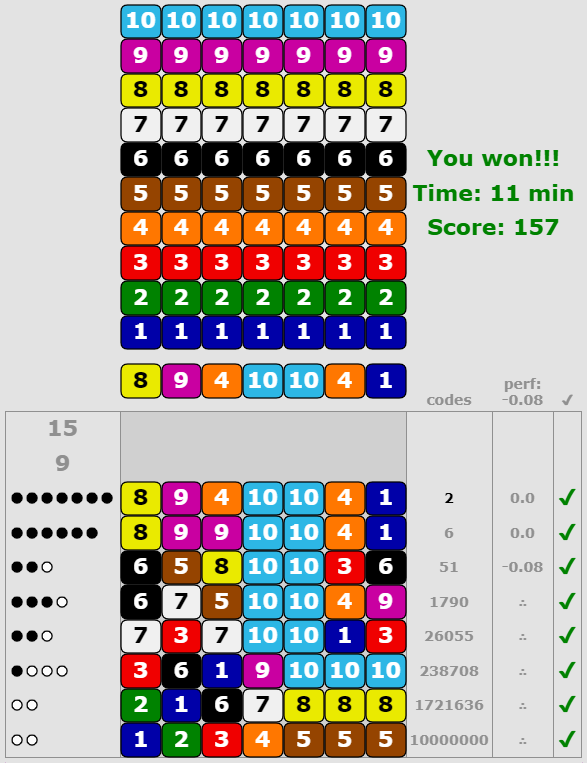 10 10 10 10 10 10 10
9 9 9 9 9 9 9
8 8 8 8 8 8 8
7 7 7 7 7 7 7
6 6 6 6 6 6 6 You won!!!
5 5 5 5 5 5 5 Time: 11 min
4 4 4 4 4 4 4 Score: 157
3 3 3 3 3 3 3
2 2 2 2 2 2 2
1 1 1 1 1 1 1
8 9 4 10 10 4 1
perf:
codes -0.08 ✓
15
9
8 9 4 10 10 4 1 2 0.0 ✓
8 9 9 10 10 4 1 6 0.0 ✓
6 5 8 10 10 3 6 51 -0.08 ✓
6 7 5 10 10 4 9 1790 ∴ ✓
7 3 7 10 10 1 3 26055 ∴ ✓
3 6 1 9 10 10 10 238708 ∴ ✓
2 1 6 7 8 8 8 1721636 ∴ ✓
1 2 3 4 5 5 5 10000000 ∴ ✓